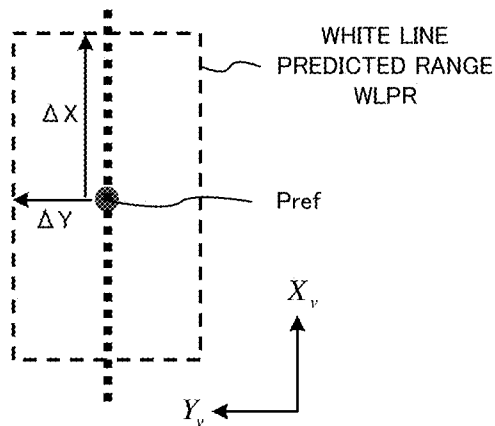 WHITE LINE
PREDICTED RANGE
WLPR
ΔX
Pref
ΔY
Xv
Yv